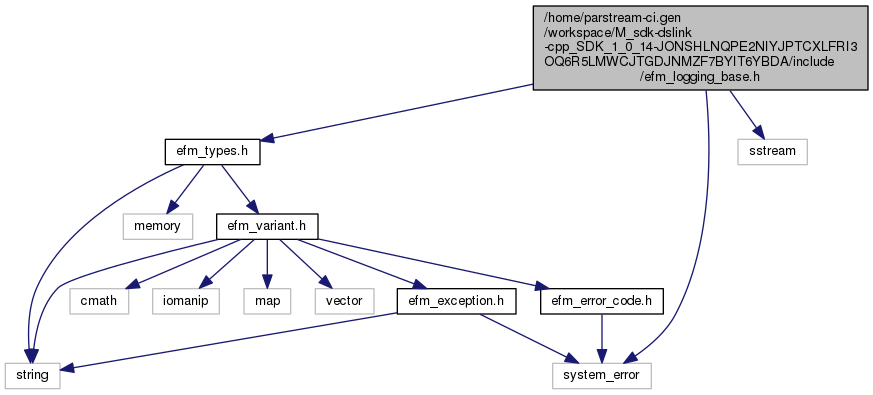 /home/parstream-ci.gen
/workspace/M_sdk-dslink
-cpp_SDK_1_0_14-JONSHLNQPE2NIYJPTCXLFRI3
OQ6R5LMWCJTGDJNMZF7BYIT6YBDA/include
/efm_logging_base.h
efm_types.h
sstream
memory
efm_variant.h
cmath
iomanip
map
vector
efm_exception.h
efm_error_code.h
string
system_error